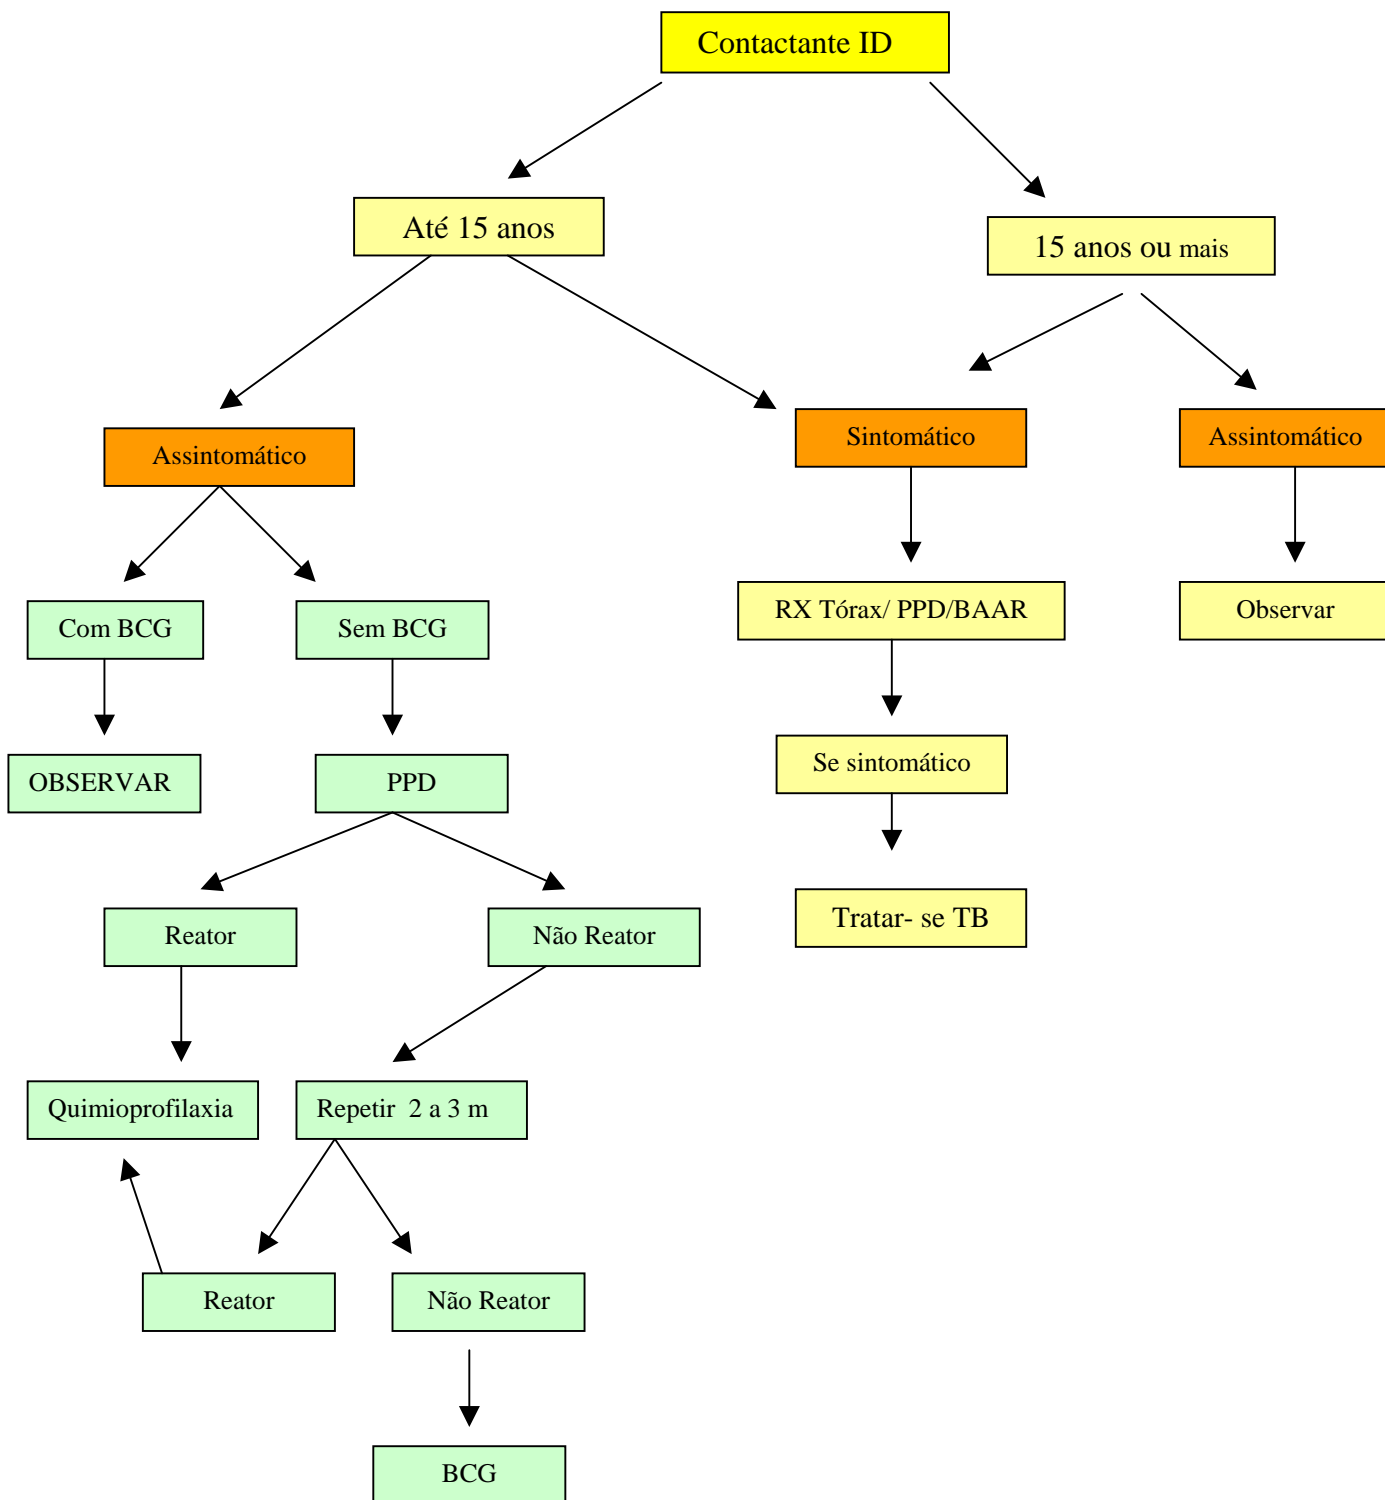 Contactante ID
Até 15 anos
15 anos ou mais
Assintomático
Sintomático
Assintomático
Com BCG
Sem BCG
RX Tórax/ PPD/BAAR
Observar
OBSERVAR
PPD
Se sintomático
Reator
Não Reator
Tratar- se TB
Quimioprofilaxia
Repetir 2 a 3 m
Reator
Não Reator
BCG